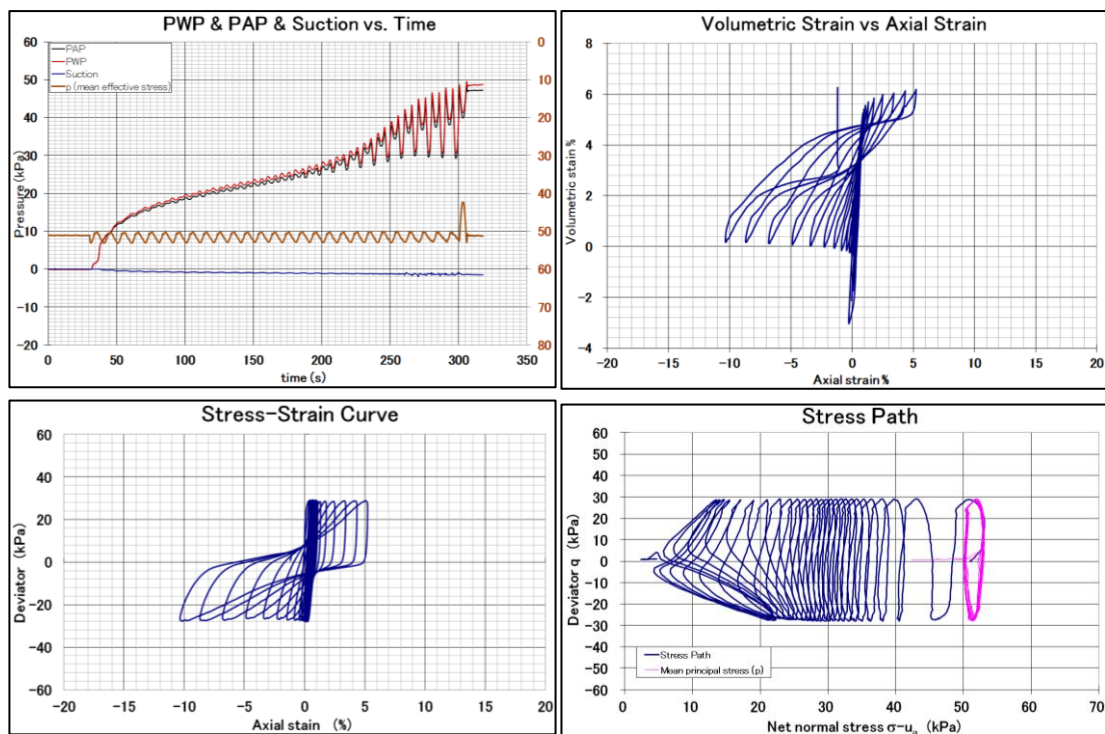 PWP & PAP & Suction vs. Time
60
50
40
30
20
10
0
-10
-20
0
10
20
30
40
50
60
70
80
PAP
PWP
Suction
p (mean effective stress)
Pressure (kPa)
0 50 100 150 200 250 300 350
time (s)
Volumetric Strain vs Axial Strain
8
6
4
2
0
-2
-4
Volumetric stain %
-20 -15 -10 -5 0 5 10 15 20
Axial strain %
Stress-Strain Curve
60
40
20
0
-20
-40
-60
Deviator (kPa)
-20 -15 -10 -5 0 5 10 15 20
Axial stain (%)
Stress Path
60
50
40
30
20
10
0
-10
-20
-30
-40
-50
-60
Deviator q (kPa)
Stress Path
Mean principal stress (p)
0 10 20 30 40 50 60 70
Net normal stress σ-uₐ (kPa)